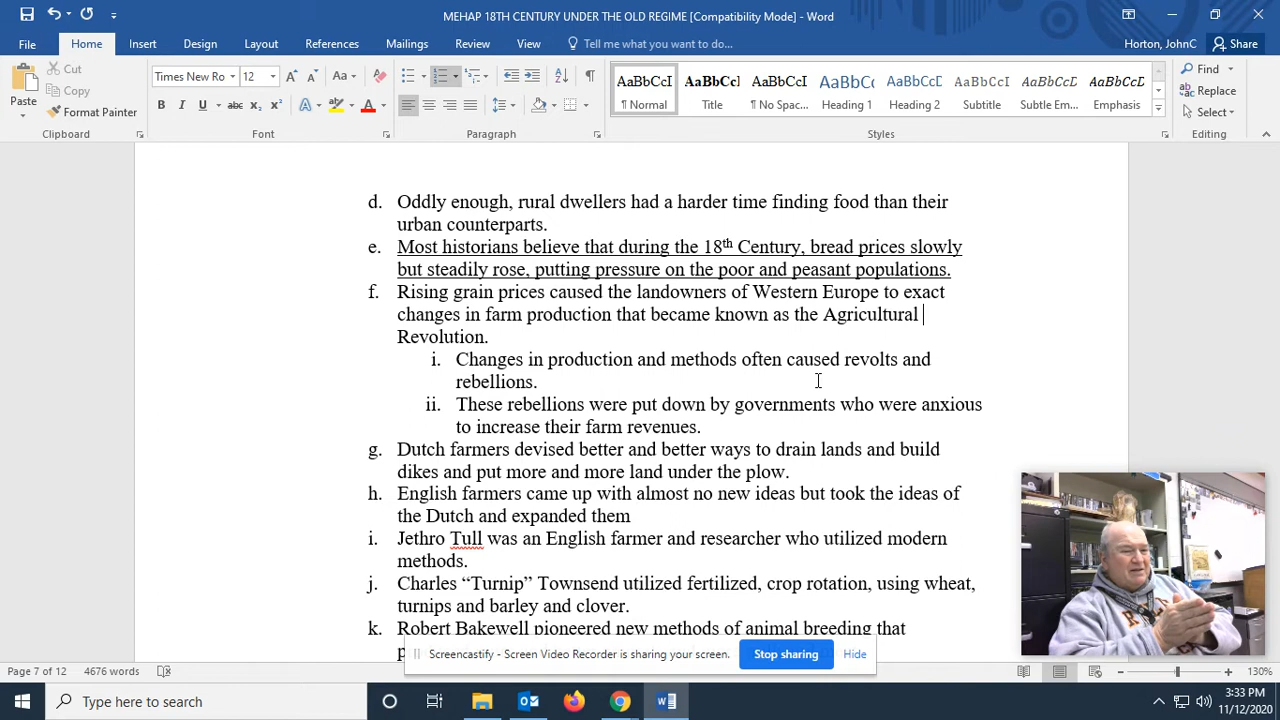 MEHAP 18TH CENTURY UNDER THE OLD REGIME [Compatibility Mode] - Word
File Home Insert Design Layout References Mailings Review View Tell me what you want to do... Horton, JohnC Share
Paste Cut Copy Format Painter
Times New Ro 12 Aa
AaBbCcI AaBbCcI AaBbCcI AaBbC AaBbCcD AaBbCcI AaBbCcD AaBbCcD
¶ Normal Title ¶ No Spac... Heading 1 Heading 2 Subtitle Subtle Em... Emphasis
Find Replace Select
Clipboard Font Paragraph Styles Editing
d. Oddly enough, rural dwellers had a harder time finding food than their
urban counterparts.
e. Most historians believe that during the 18th Century, bread prices slowly
but steadily rose, putting pressure on the poor and peasant populations.
f. Rising grain prices caused the landowners of Western Europe to exact
changes in farm production that became known as the Agricultural
Revolution.
i. Changes in production and methods often caused revolts and
rebellions.
ii. These rebellions were put down by governments who were anxious
to increase their farm revenues.
g. Dutch farmers devised better and better ways to drain lands and build
dikes and put more and more land under the plow.
h. English farmers came up with almost no new ideas but took the ideas of
the Dutch and expanded them
i. Jethro Tull was an English farmer and researcher who utilized modern
methods.
j. Charles “Turnip” Townsend utilized fertilized, crop rotation, using wheat,
turnips and barley and clover.
k. Robert Bakewell pioneered new methods of animal breeding that
Screencastify - Screen Video Recorder is sharing your screen. Stop sharing Hide
Page 7 of 12 4676 words 130%
Type here to search
3:33 PM
11/12/2020